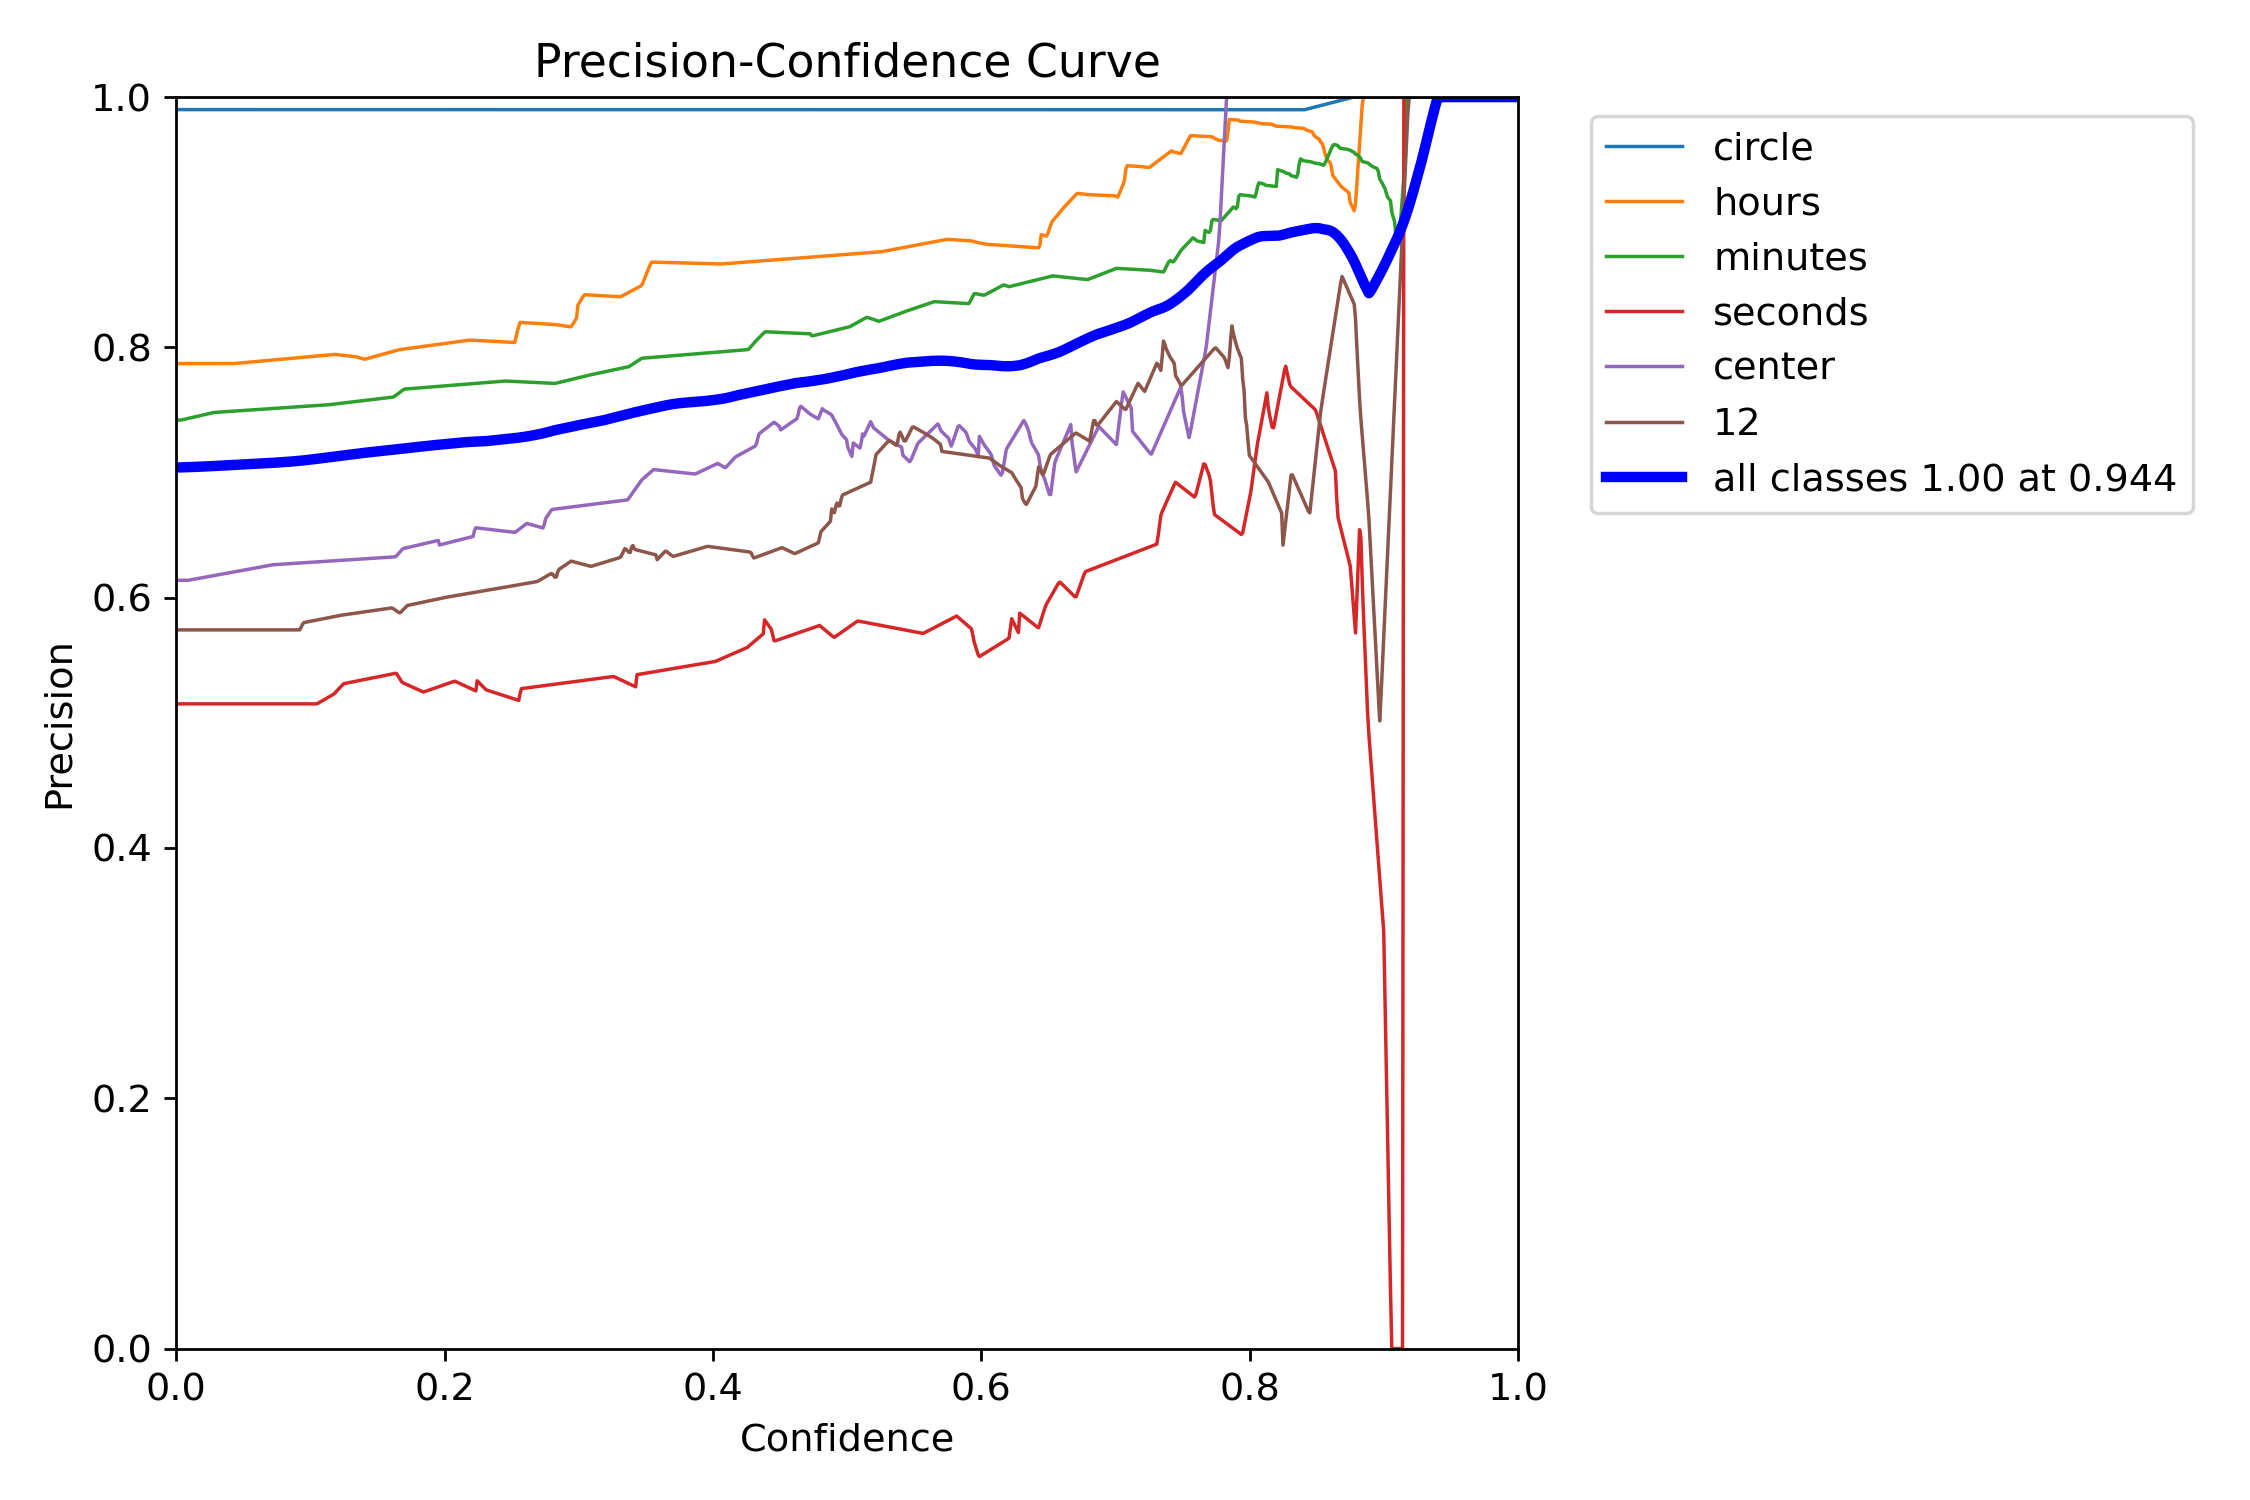 Precision-Confidence Curve
1.0
0.8
0.6
0.4
0.2
0.0
Precision
0.0 0.2 0.4 0.6 0.8 1.0
Confidence
circle
hours
minutes
seconds
center
12
all classes 1.00 at 0.944